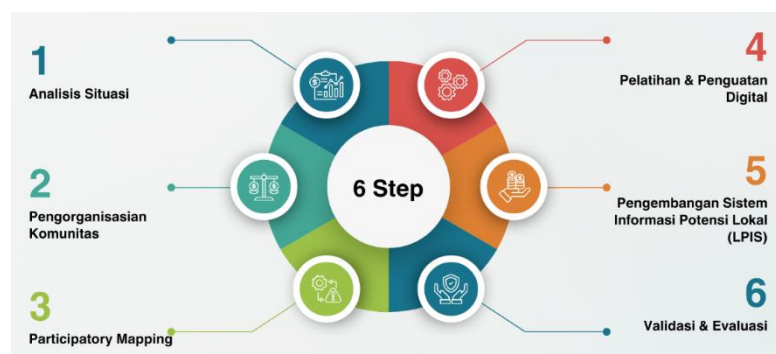 1
Analisis Situasi
2
Pengorganisasian
Komunitas
3
Participatory Mapping
6 Step
4
Pelatihan & Penguatan
Digital
5
Pengembangan Sistem
Informasi Potensi Lokal
(LPIS)
6
Validasi & Evaluasi